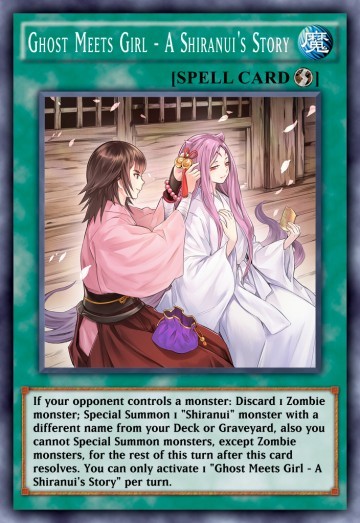 Ghost Meets Girl - A Shiranui's Story
魔
[SPELL CARD]
If your opponent controls a monster: Discard 1 Zombie
monster; Special Summon 1 "Shiranui" monster with a
different name from your Deck or Graveyard, also you
cannot Special Summon monsters, except Zombie
monsters, for the rest of this turn after this card
resolves. You can only activate 1 "Ghost Meets Girl - A
Shiranui's Story" per turn.